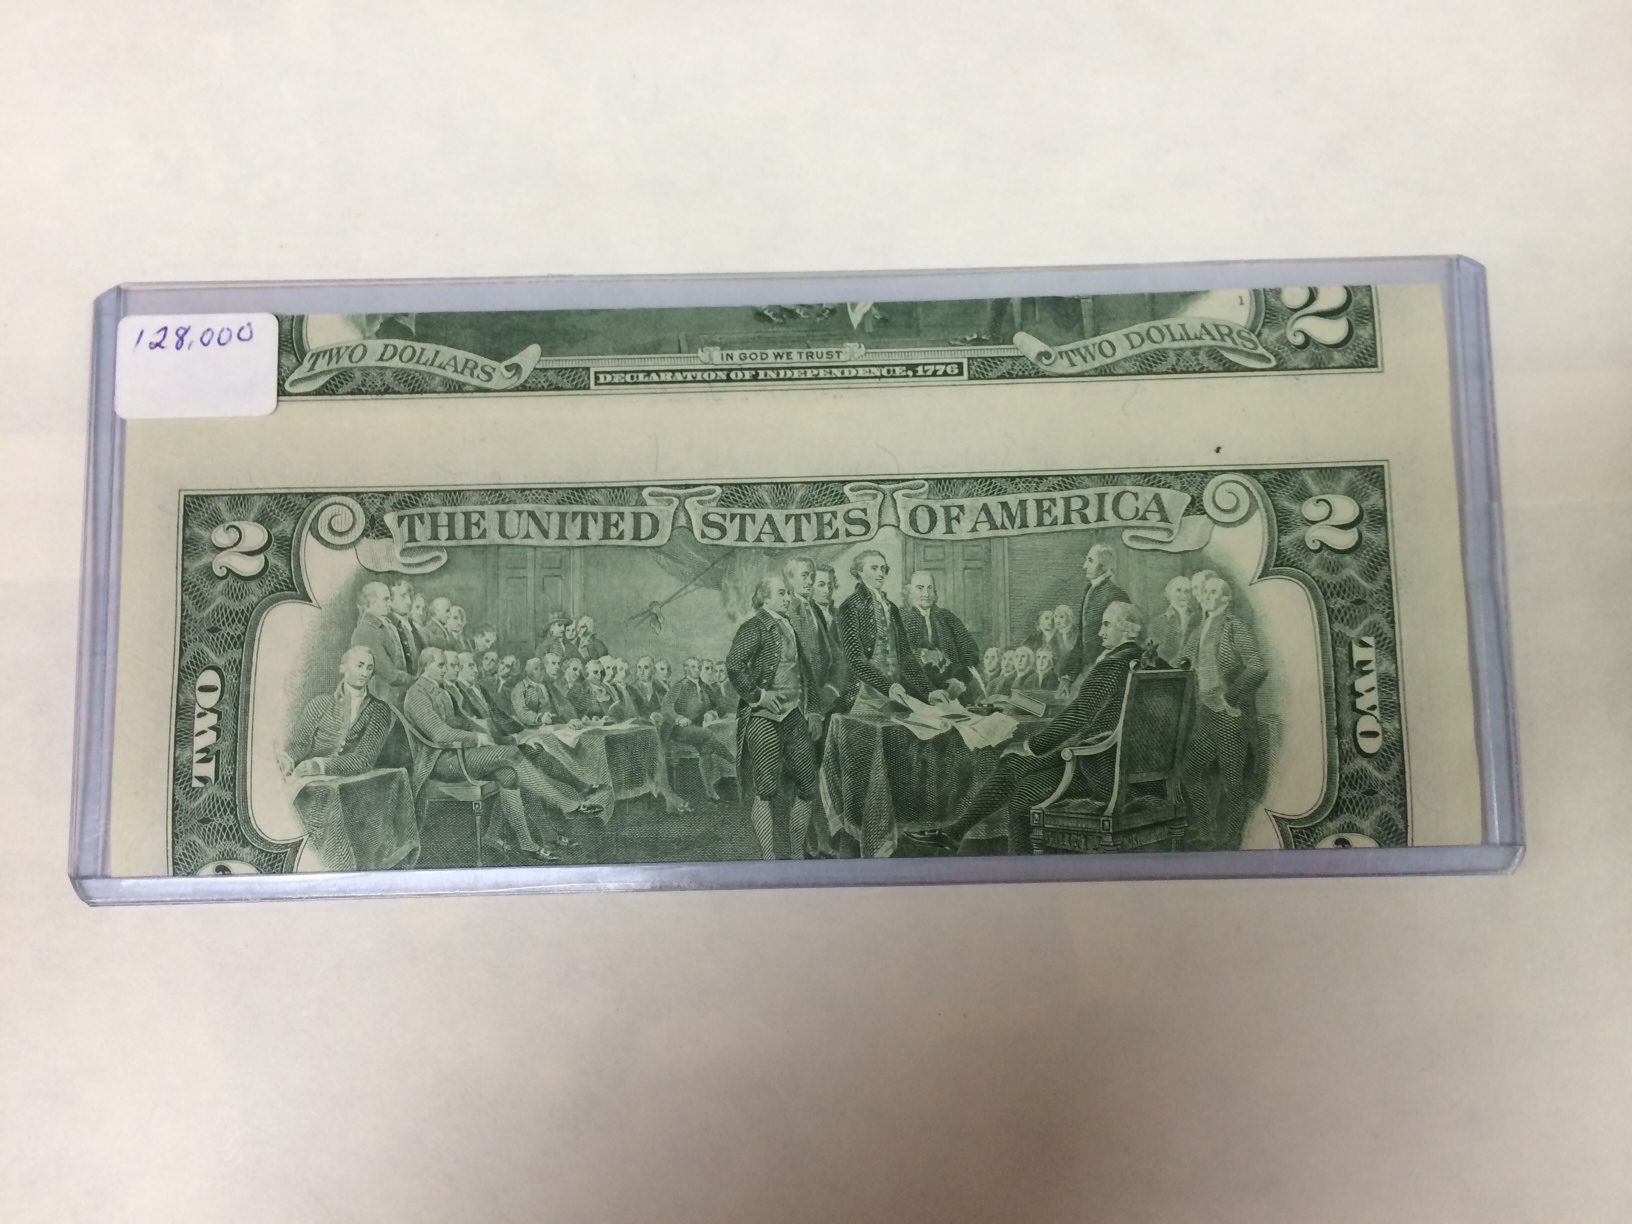 128,000
1
2
TWO DOLLARS
IN GOD WE TRUST
TWO DOLLARS
DECLARATION OF INDEPENDENCE, 1776
THE UNITED STATES OF AMERICA
2
2
TWO
TWO